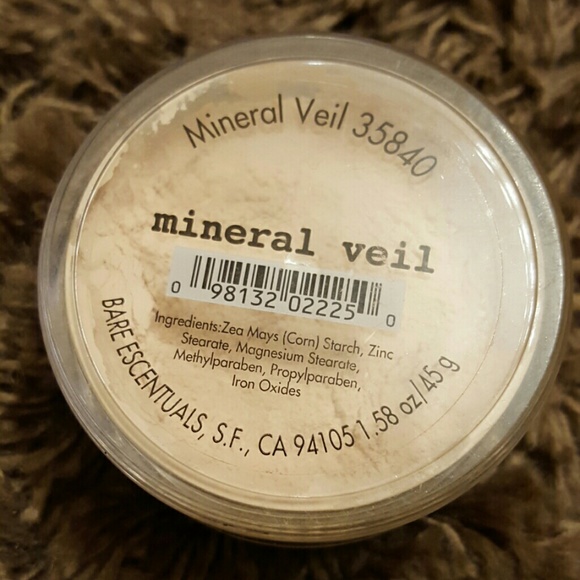 Mineral Veil 35840
mineral veil
0 98132 02225 0
Ingredients:Zea Mays (Corn) Starch, Zinc
Stearate, Magnesium Stearate,
Methylparaben, Propylparaben,
Iron Oxides
BARE ESCENTUALS, S.F., CA 94105 1.58 oz/45 g